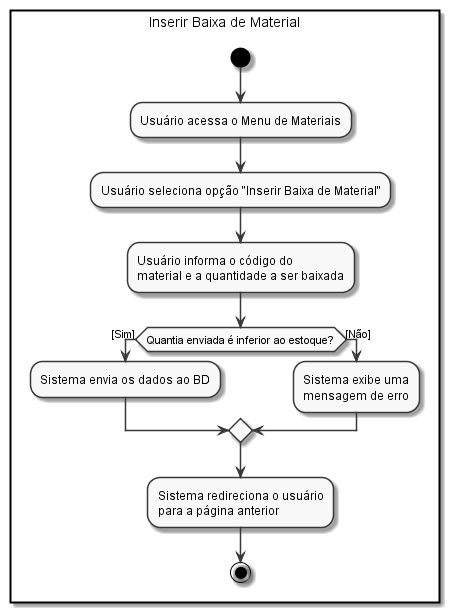 Inserir Baixa de Material
Usuário acessa o Menu de Materiais
Usuário seleciona opção "Inserir Baixa de Material"
Usuário informa o código do
material e a quantidade a ser baixada
[Sim]
Quantia enviada é inferior ao estoque?
[Não]
Sistema envia os dados ao BD
Sistema exibe uma
mensagem de erro
Sistema redireciona o usuário
para a página anterior